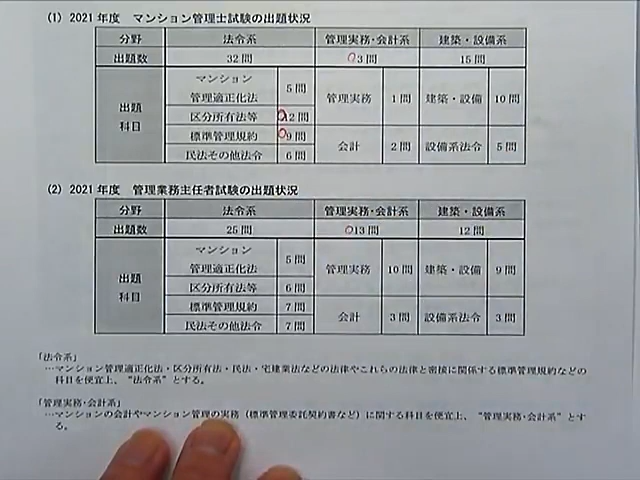 (1) 2021年度 マンション管理士試験の出題状況
分野 法令系 管理実務・会計系 建築・設備系
出題数 32問 3問 15問
出題科目
マンション管理適正化法 5問 管理実務 1問 建築・設備 10問
区分所有法等 12問
標準管理規約 9問 会計 2問 設備系法令 5問
民法その他法令 6問
(2) 2021年度 管理業務主任者試験の出題状況
分野 法令系 管理実務・会計系 建築・設備系
出題数 25問 13問 12問
出題科目
マンション管理適正化法 5問 管理実務 10問 建築・設備 9問
区分所有法等 6問
標準管理規約 7問 会計 3問 設備系法令 3問
民法その他法令 7問
「法令系」
…マンション管理適正化法・区分所有法・民法・宅建業法などの法律やこれらの法律と密接に関係する標準管理規約などの
科目を便宜上、“法令系”とする。
「管理実務・会計系」
…マンションの会計やマンション管理の実務（標準管理委託契約書など）に関する科目を便宜上、“管理実務・会計系”とす
る。